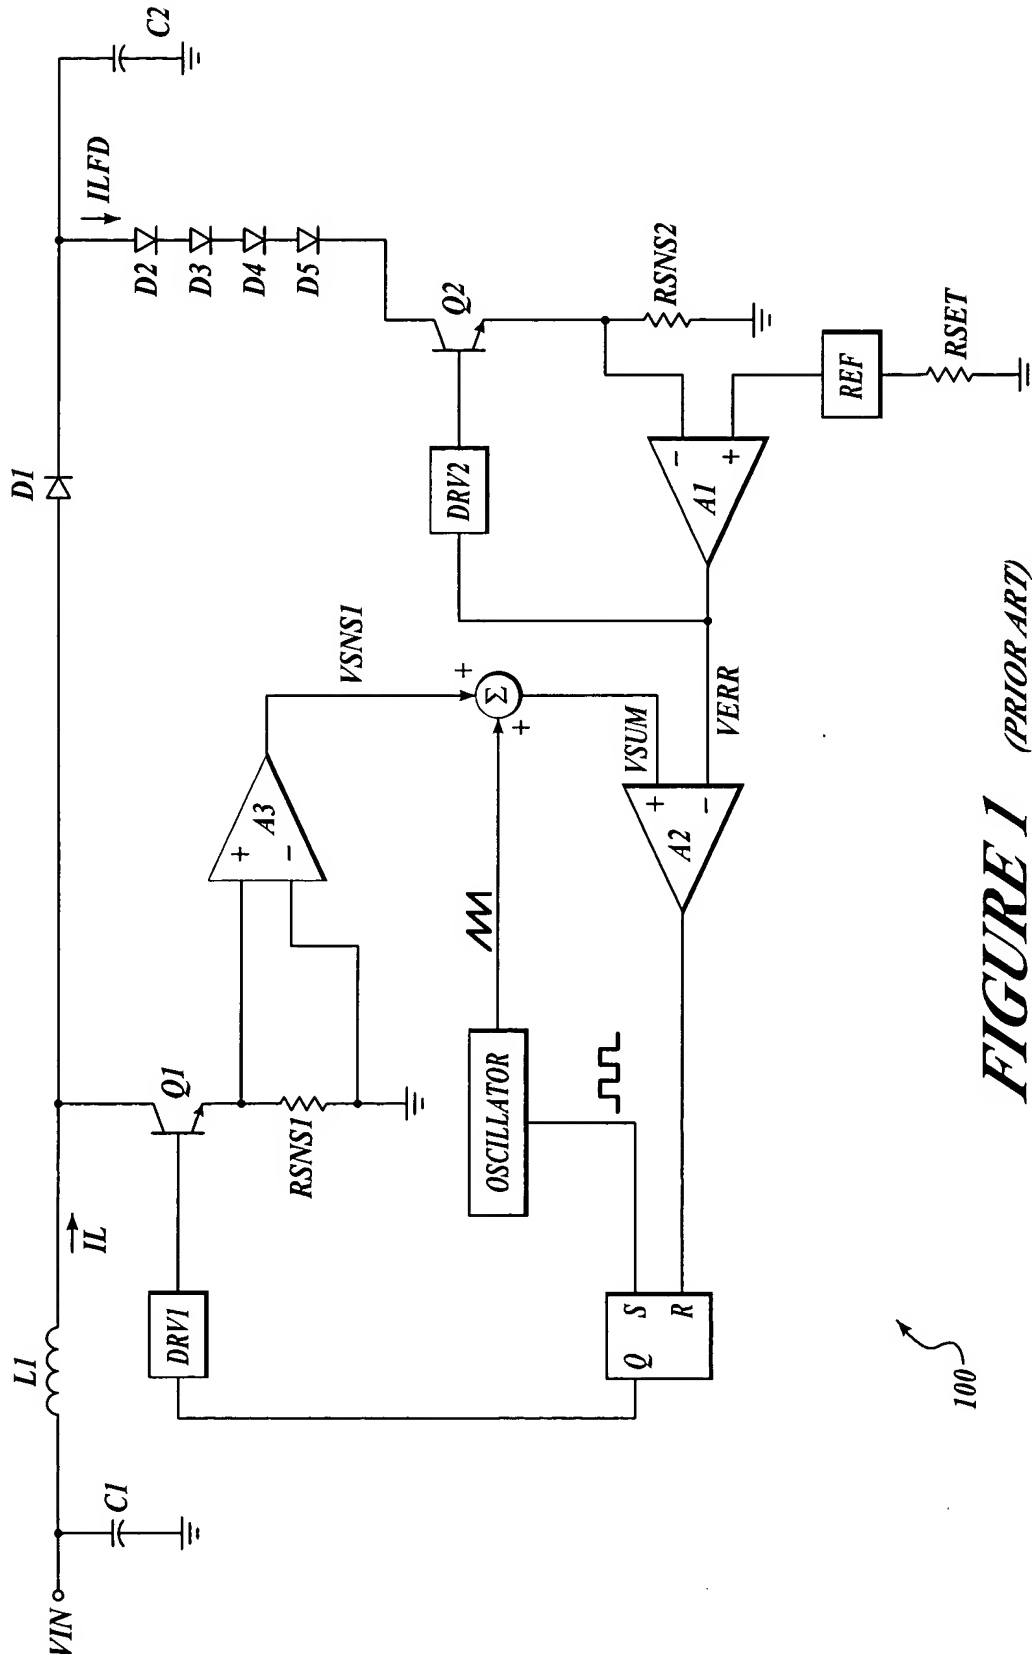 VIN
C1
L1
IL
D1
C2
ILFD
D2
D3
D4
D5
Q1
RSNS1
DRV1
A3
+
−
VSNS1
+
Σ
+
OSCILLATOR
VSUM
VERR
A2
+
−
Q S
R
DRV2
Q2
RSNS2
A1
−
+
REF
RSET
100
FIGURE 1 (PRIOR ART)